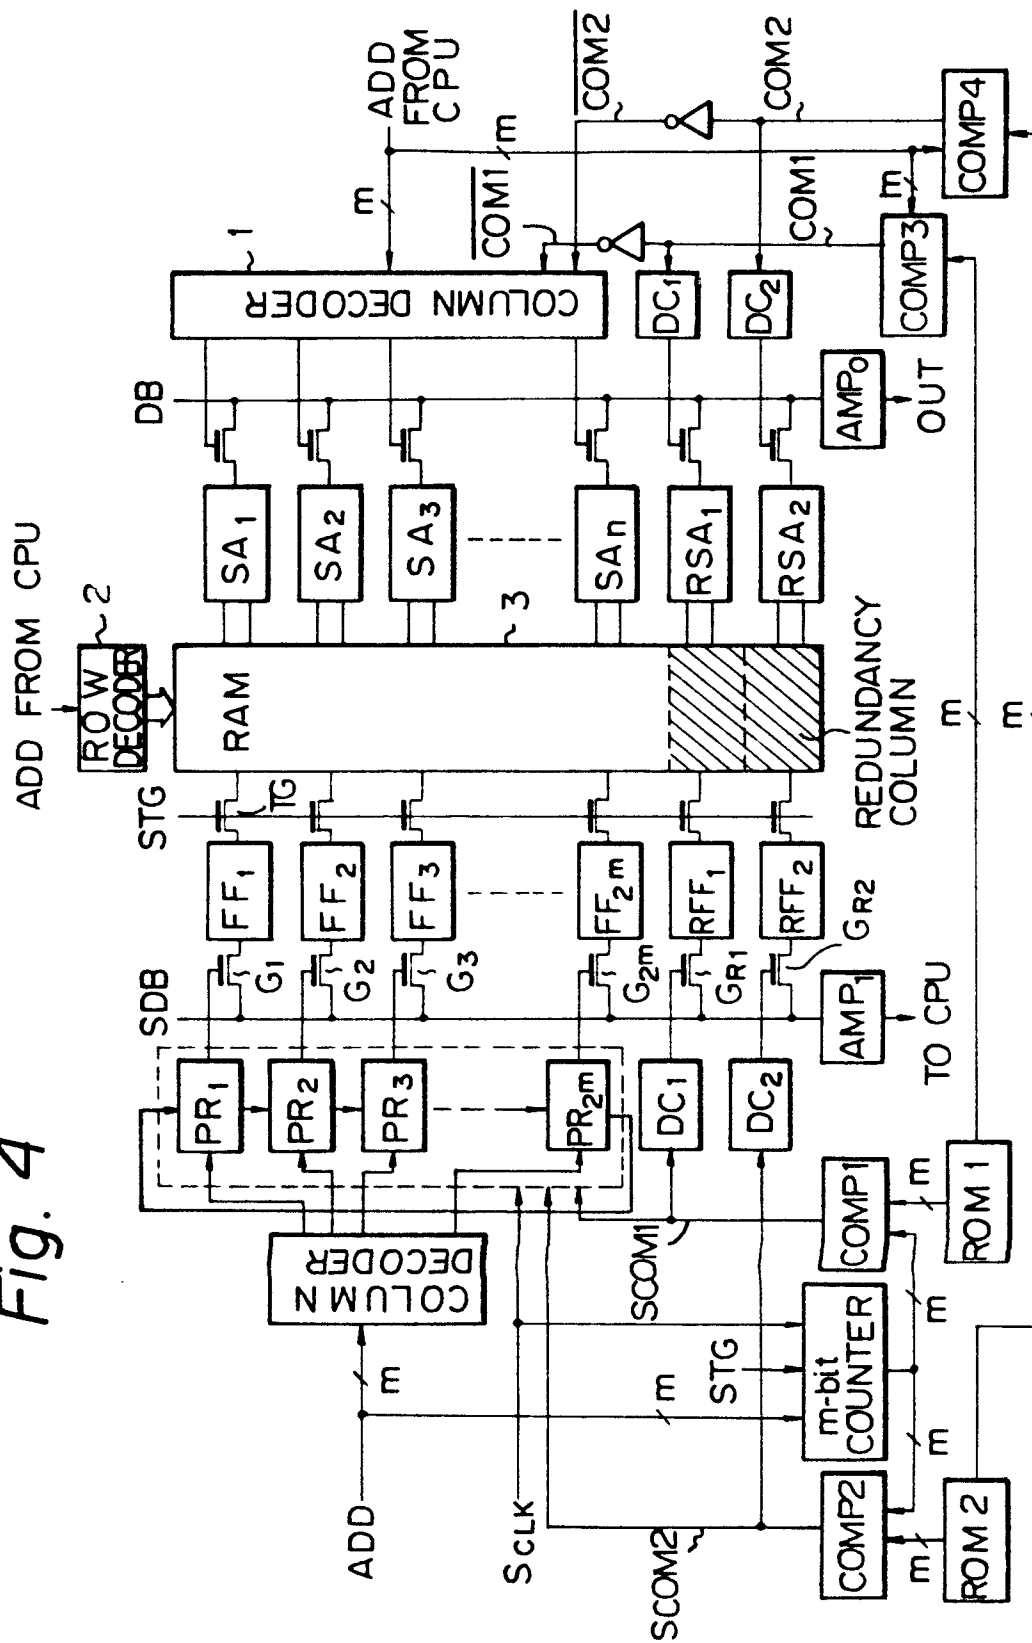 Fig. 4
ADD FROM CPU
ROW
DECODER
2
STG
TG
RAM
3
REDUNDANCY
COLUMN
SDB
DB
PR1
PR2
PR3
PR2m
DC1
DC2
G1
G2
G3
G2m
GR1
GR2
FF1
FF2
FF3
FF2m
RFF1
RFF2
SA1
SA2
SA3
SAn
RSA1
RSA2
COLUMN DECODER
1
ADD
FROM
CPU
m
m
COM1
COM2
DC1
DC2
COM1
COM2
AMP0
OUT
COMP3
m
COMP4
AMP1
TO CPU
COLUMN
DECODER
ADD
m
m
SCLK
STG
m-bit
COUNTER
SCOM1
SCOM2
COMP1
COMP2
m
m
m
m
ROM 1
ROM 2
m
m